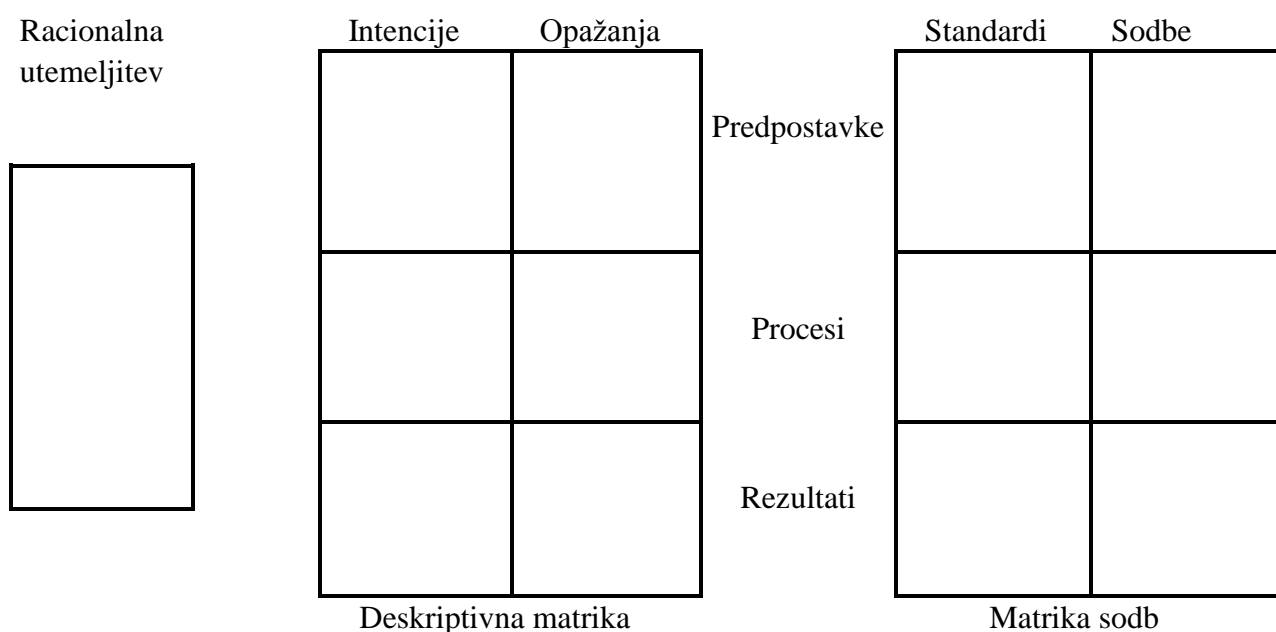 Racionalna
utemeljitev
Intencije Opažanja
Standardi Sodbe
Predpostavke
Procesi
Rezultati
Deskriptivna matrika
Matrika sodb